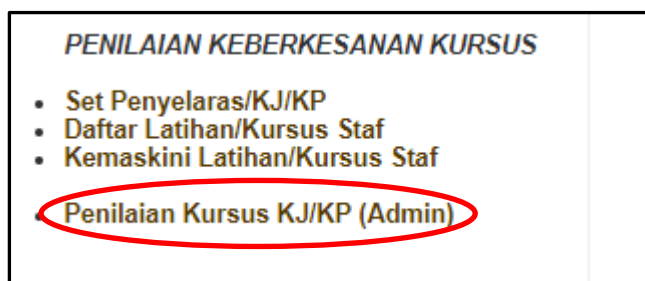 PENILAIAN KEBERKESANAN KURSUS
• Set Penyelaras/KJ/KP
• Daftar Latihan/Kursus Staf
• Kemaskini Latihan/Kursus Staf
• Penilaian Kursus KJ/KP (Admin)